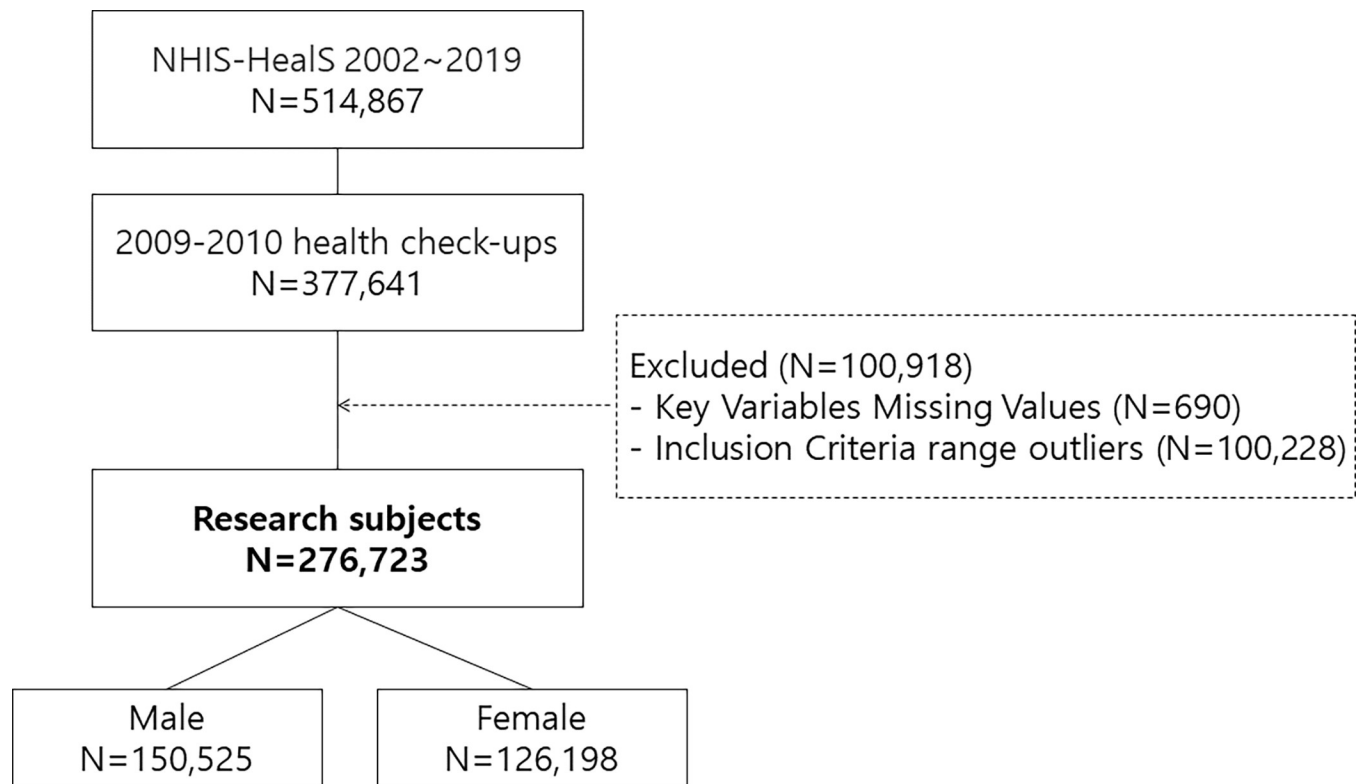 NHIS-HealS 2002~2019
N=514,867
2009-2010 health check-ups
N=377,641
Excluded (N=100,918)
- Key Variables Missing Values (N=690)
- Inclusion Criteria range outliers (N=100,228)
Research subjects
N=276,723
Male
N=150,525
Female
N=126,198